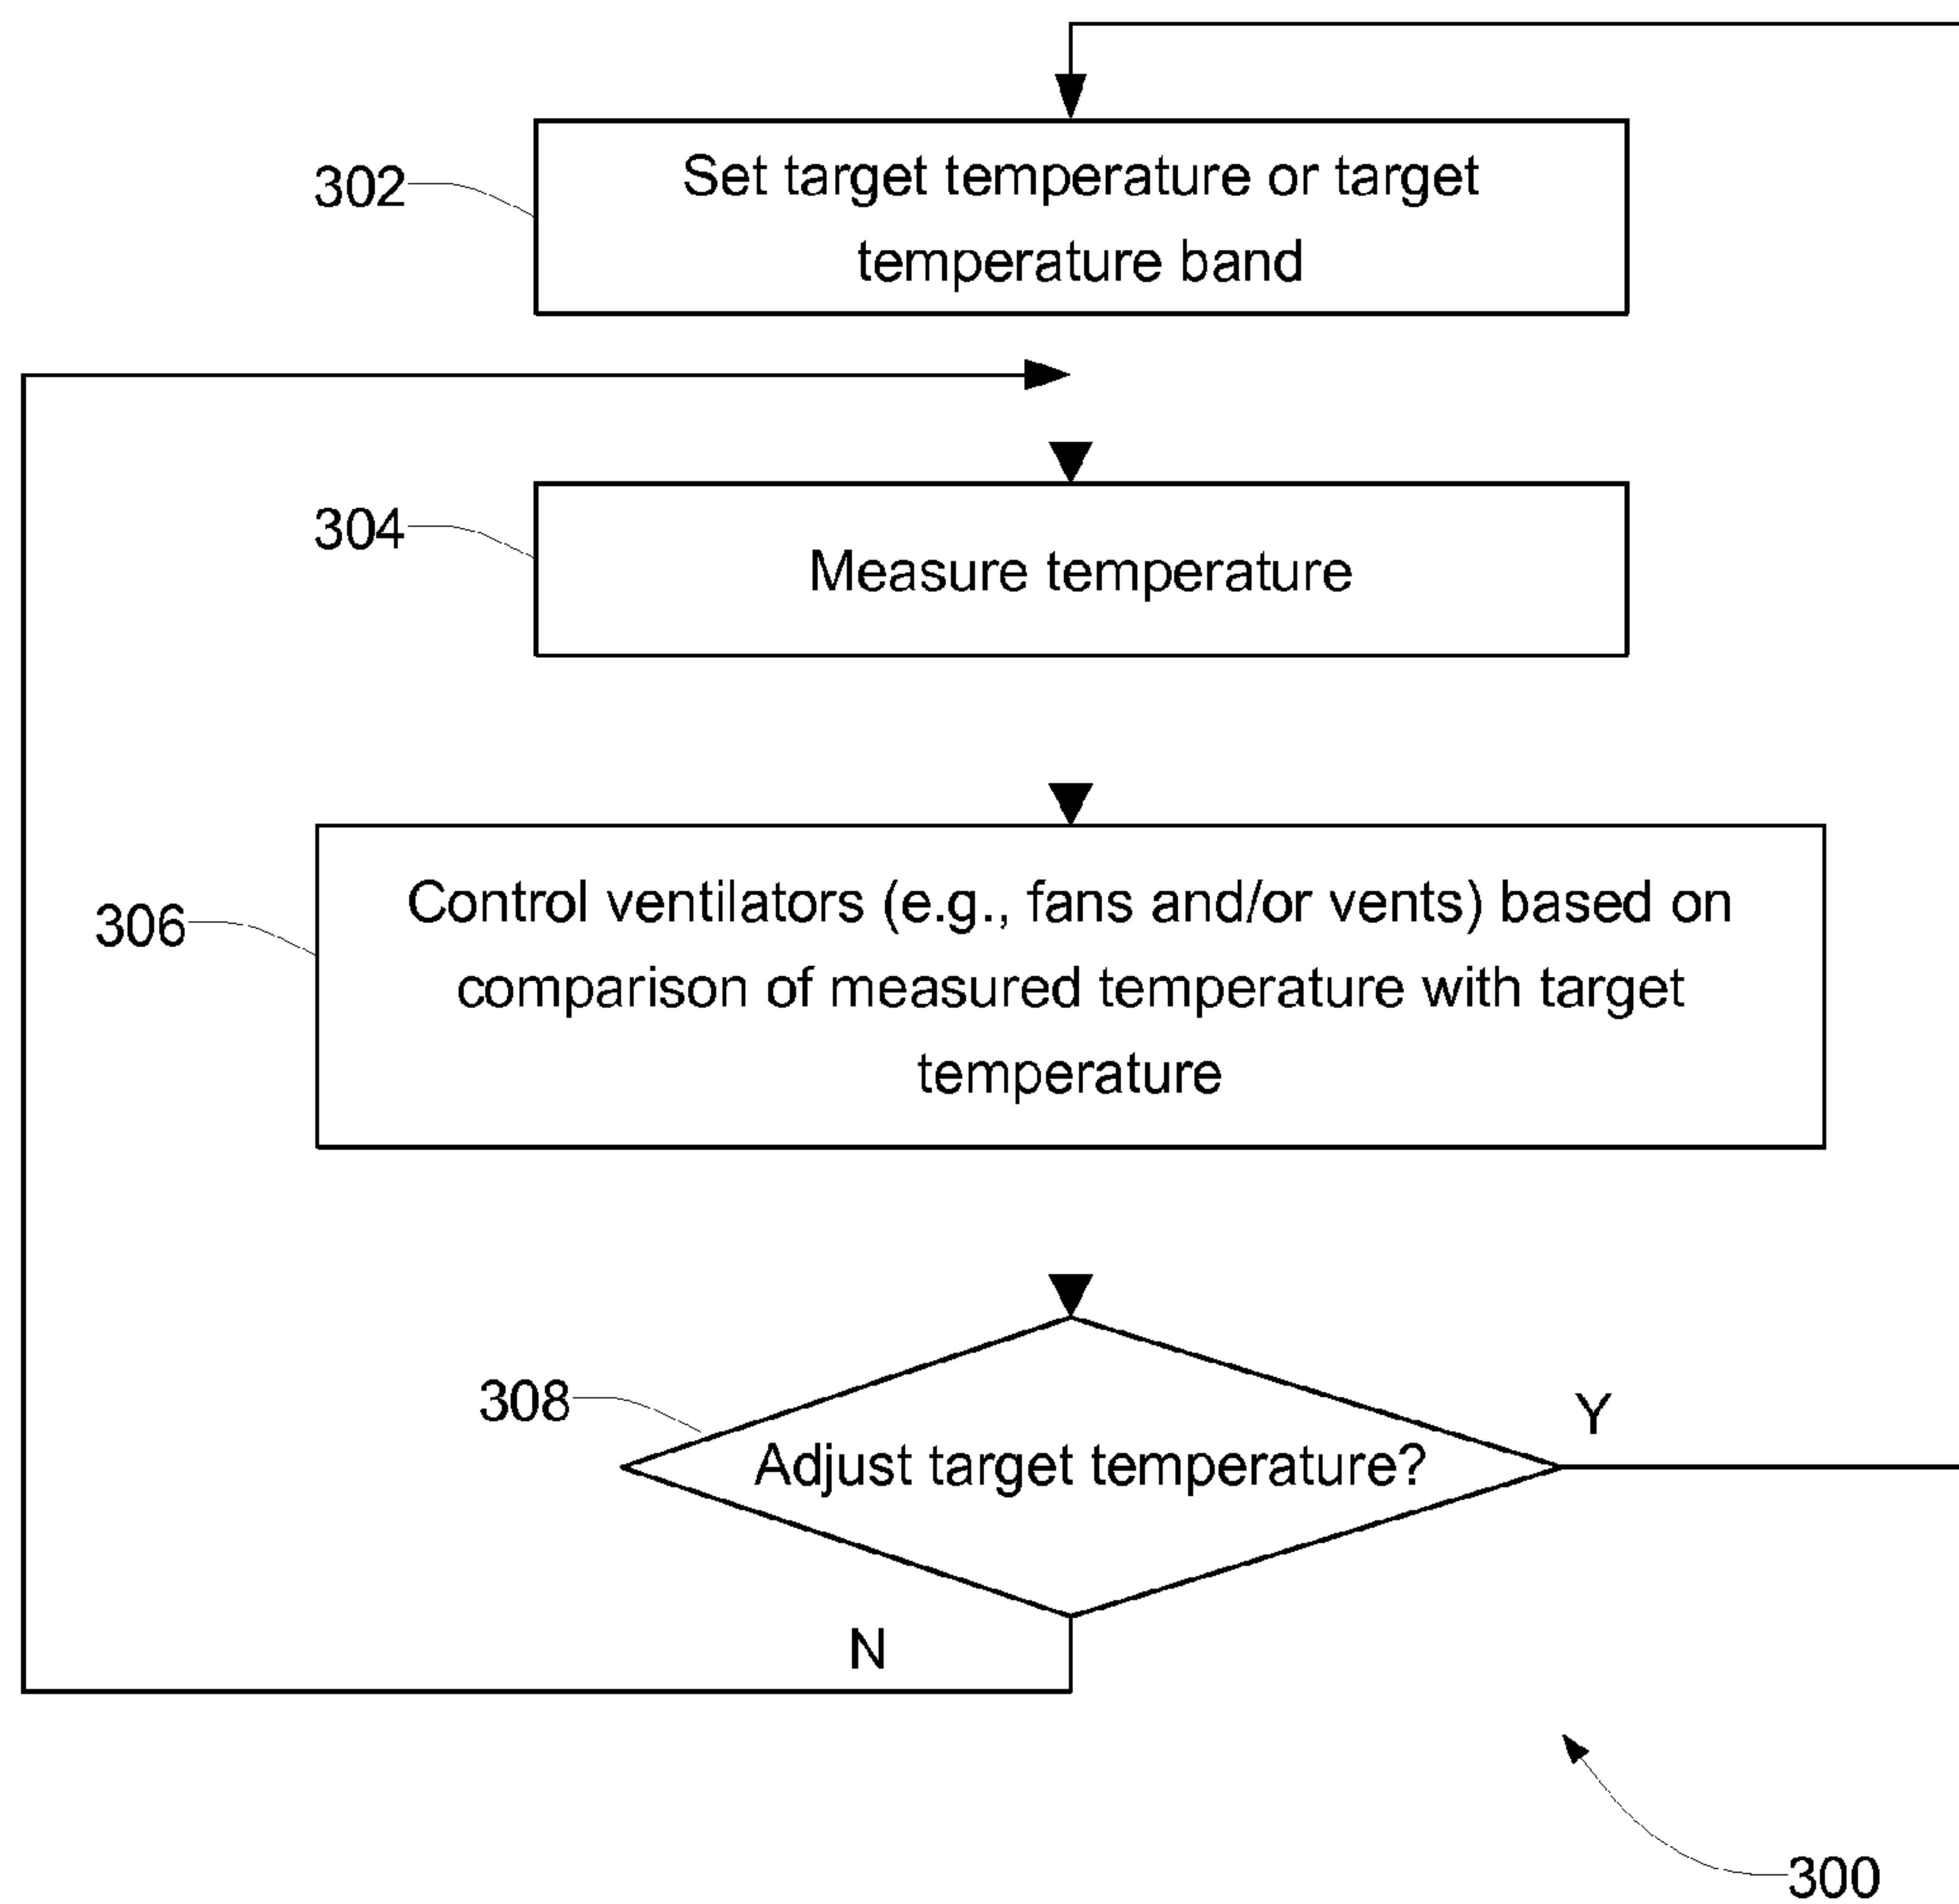 302
Set target temperature or target
temperature band
304
Measure temperature
306
Control ventilators (e.g., fans and/or vents) based on
comparison of measured temperature with target
temperature
308
Adjust target temperature?
Y
N
300